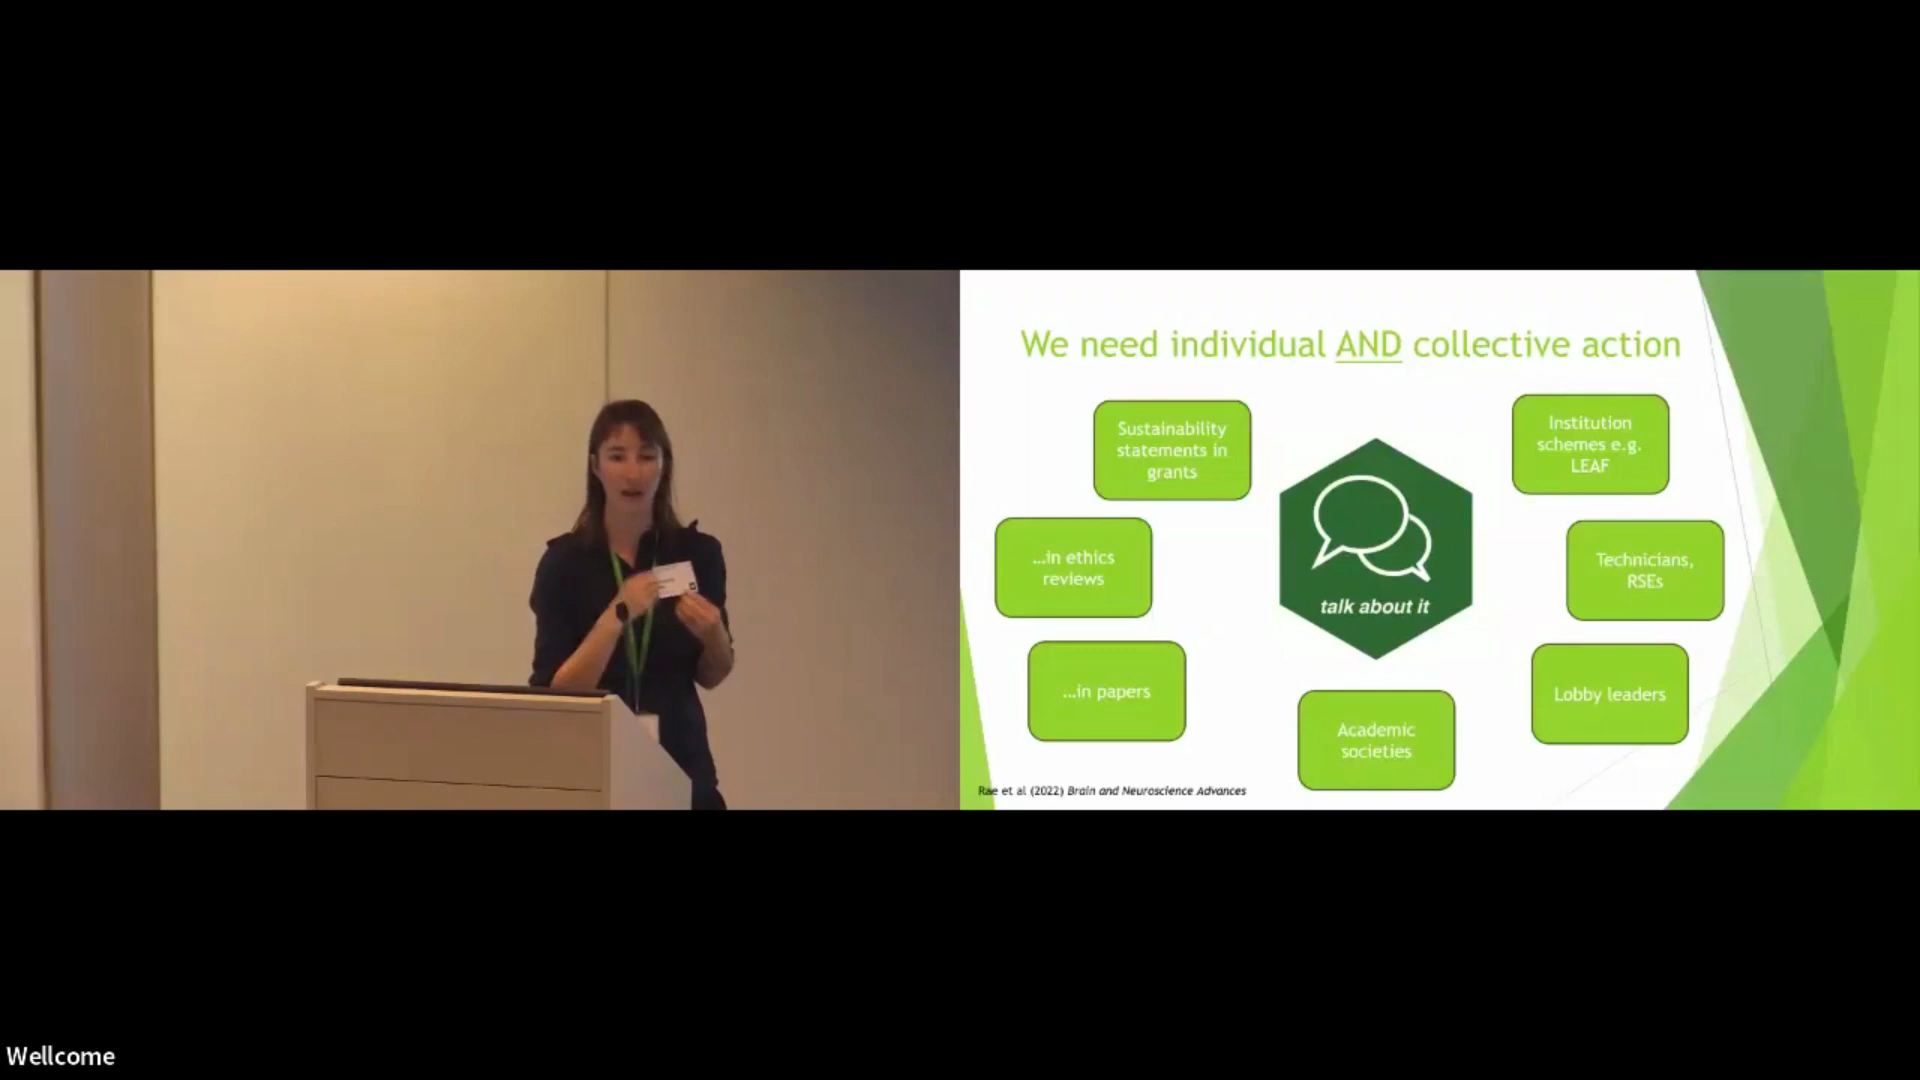 We need individual AND collective action
Sustainability
statements in
grants
Institution
schemes e.g.
LEAF
…in ethics
reviews
talk about it
Technicians,
RSEs
…in papers
Lobby leaders
Academic
societies
Rae et al (2022) Brain and Neuroscience Advances
Wellcome